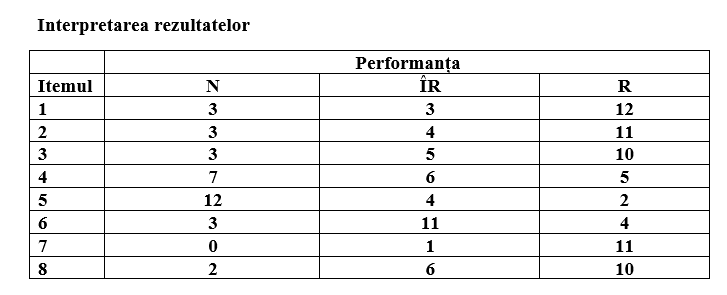 Interpretarea rezultatelor
Performanța
Itemul N ÎR R
1 3 3 12
2 3 4 11
3 3 5 10
4 7 6 5
5 12 4 2
6 3 11 4
7 0 1 11
8 2 6 10